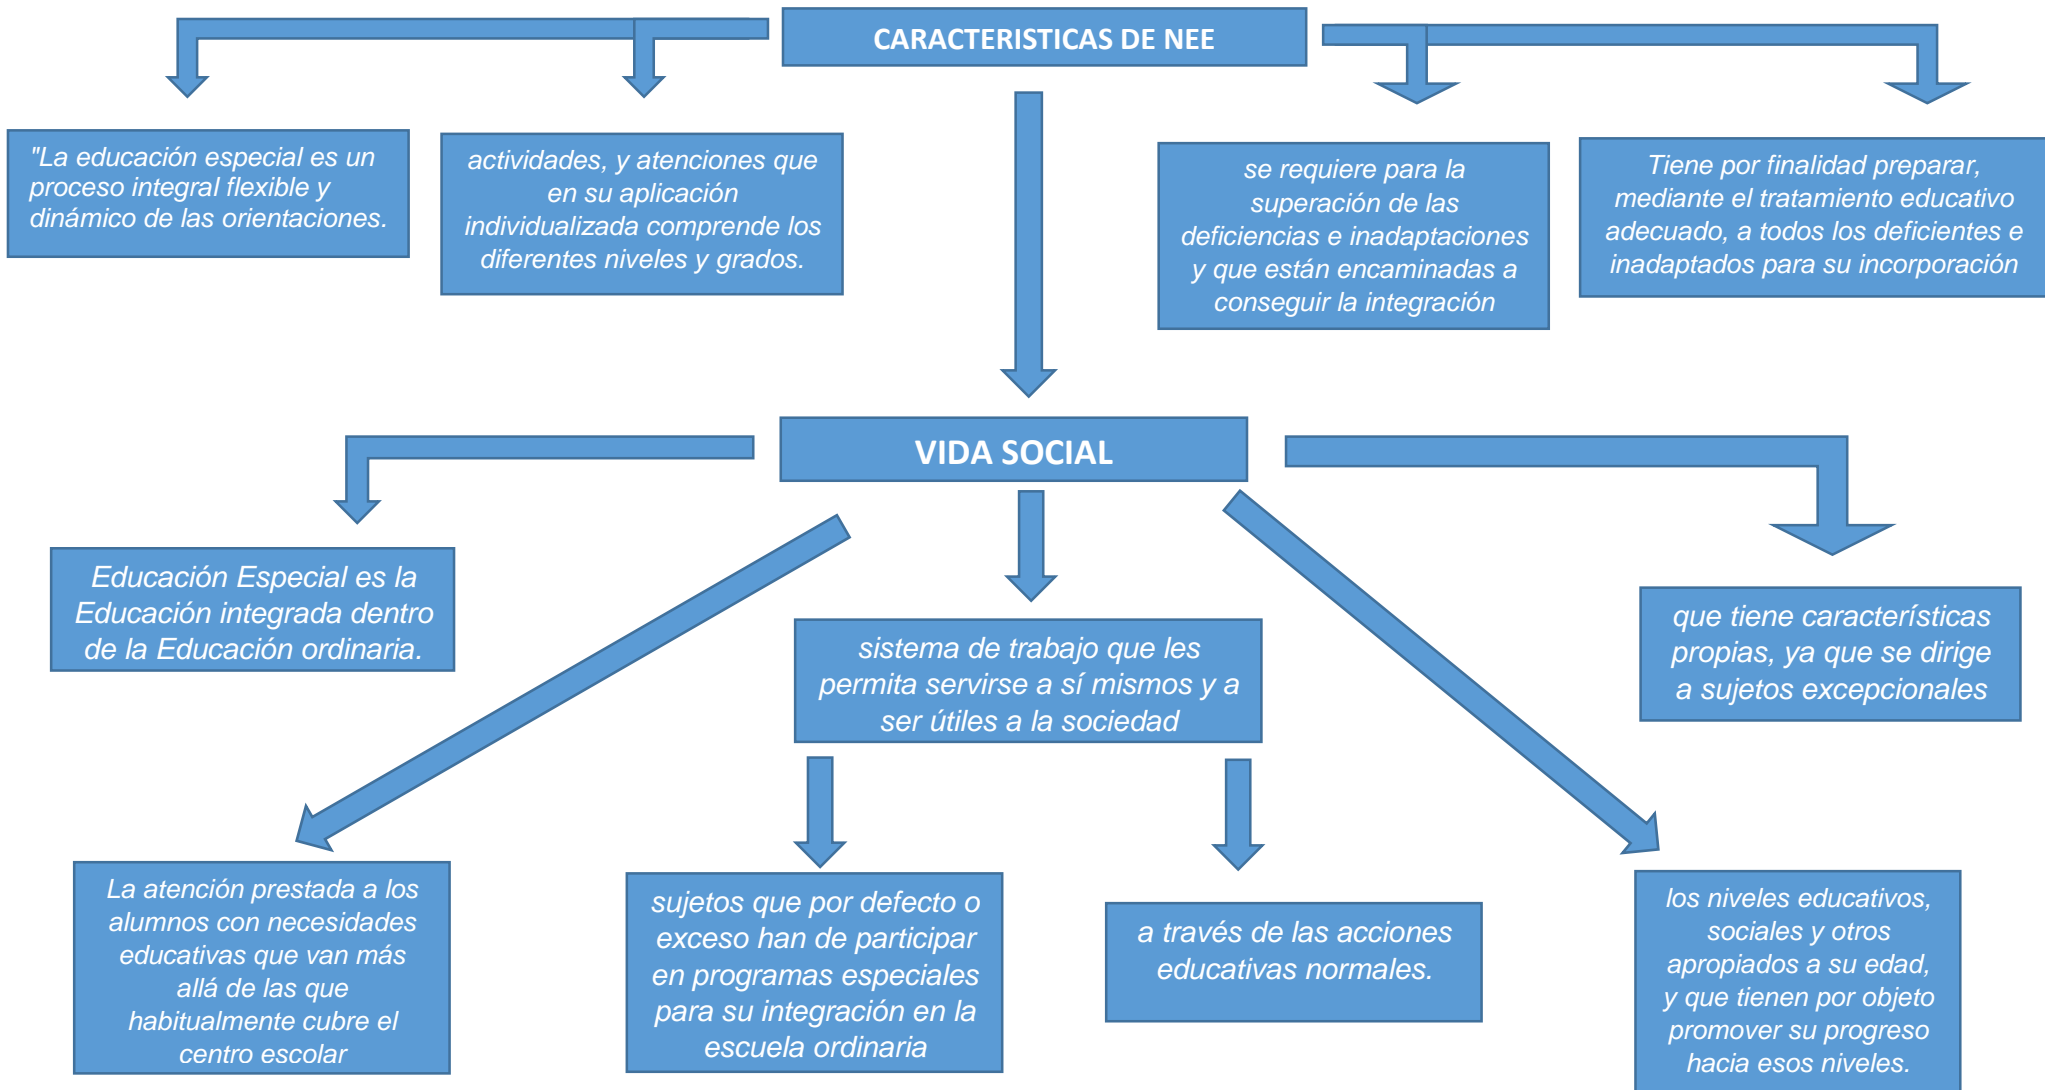 CARACTERISTICAS DE NEE
"La educación especial es un
proceso integral flexible y
dinámico de las orientaciones.
actividades, y atenciones que
en su aplicación
individualizada comprende los
diferentes niveles y grados.
se requiere para la
superación de las
deficiencias e inadaptaciones
y que están encaminadas a
conseguir la integración
Tiene por finalidad preparar,
mediante el tratamiento educativo
adecuado, a todos los deficientes e
inadaptados para su incorporación
VIDA SOCIAL
Educación Especial es la
Educación integrada dentro
de la Educación ordinaria.
sistema de trabajo que les
permita servirse a sí mismos y a
ser útiles a la sociedad
que tiene características
propias, ya que se dirige
a sujetos excepcionales
La atención prestada a los
alumnos con necesidades
educativas que van más
allá de las que
habitualmente cubre el
centro escolar
sujetos que por defecto o
exceso han de participar
en programas especiales
para su integración en la
escuela ordinaria
a través de las acciones
educativas normales.
los niveles educativos,
sociales y otros
apropiados a su edad,
y que tienen por objeto
promover su progreso
hacia esos niveles.